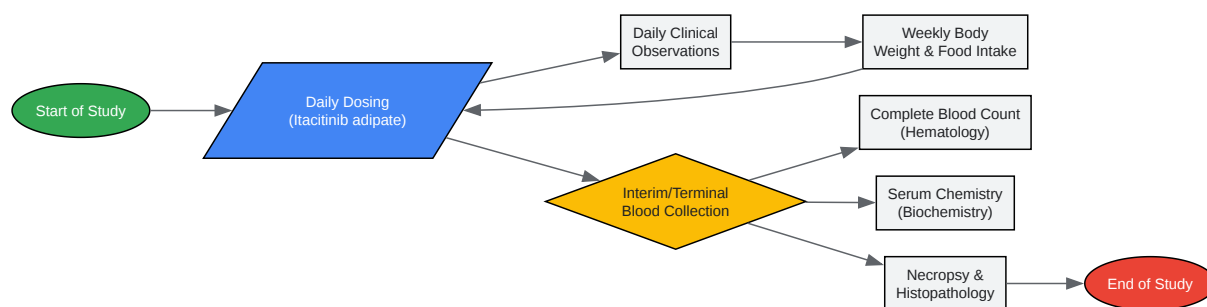 Start of Study
Daily Dosing
(Itacitinib adipate)
Daily Clinical
Observations
Weekly Body
Weight & Food Intake
Interim/Terminal
Blood Collection
Complete Blood Count
(Hematology)
Serum Chemistry
(Biochemistry)
Necropsy &
Histopathology
End of Study